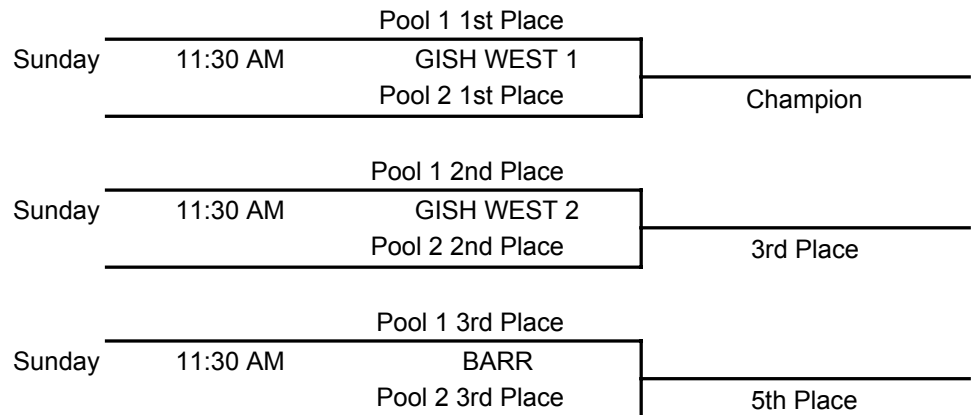 Pool 1 1st Place
Sunday 11:30 AM GISH WEST 1
Pool 2 1st Place
Champion
Pool 1 2nd Place
Sunday 11:30 AM GISH WEST 2
Pool 2 2nd Place
3rd Place
Pool 1 3rd Place
Sunday 11:30 AM BARR
Pool 2 3rd Place
5th Place